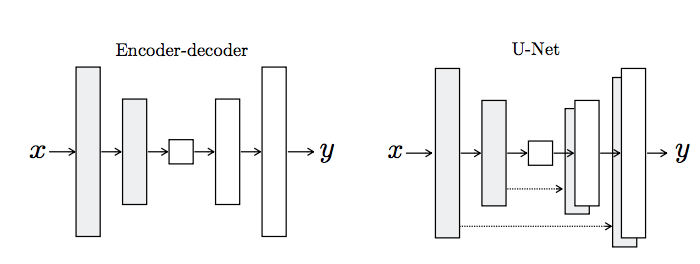 Encoder-decoder
x
y
U-Net
x
y